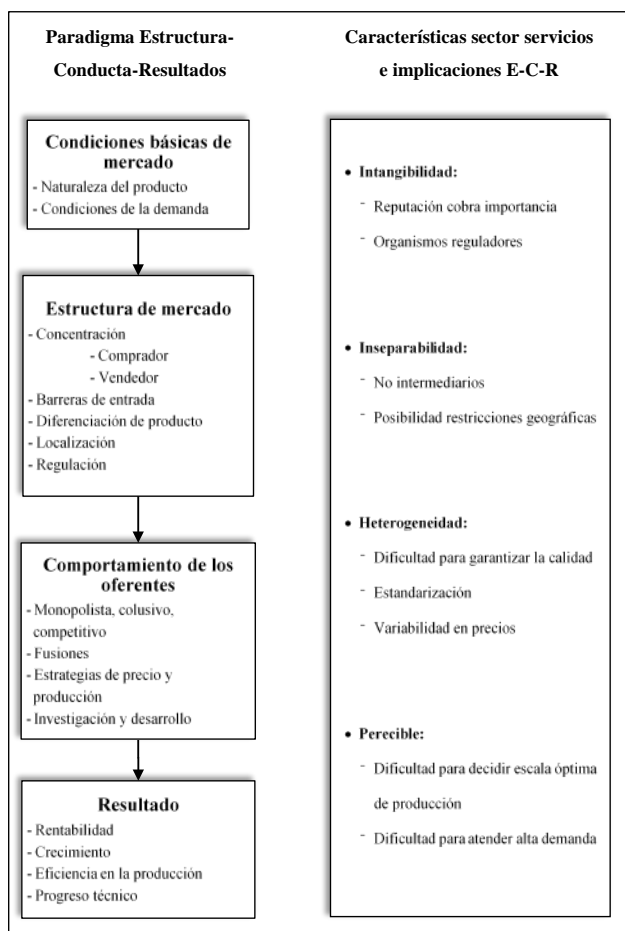 Paradigma Estructura-
Conducta-Resultados
Condiciones básicas de
mercado
- Naturaleza del producto
- Condiciones de la demanda
Estructura de mercado
- Concentración
- Comprador
- Vendedor
- Barreras de entrada
- Diferenciación de producto
- Localización
- Regulación
Comportamiento de los
oferentes
- Monopolista, colusivo,
competitivo
- Fusiones
- Estrategias de precio y
producción
- Investigación y desarrollo
Resultado
- Rentabilidad
- Crecimiento
- Eficiencia en la producción
- Progreso técnico
Características sector servicios
e implicaciones E-C-R
• Intangibilidad:
- Reputación cobra importancia
- Organismos reguladores
• Inseparabilidad:
- No intermediarios
- Posibilidad restricciones geográficas
• Heterogeneidad:
- Dificultad para garantizar la calidad
- Estandarización
- Variabilidad en precios
• Perecible:
- Dificultad para decidir escala óptima
de producción
- Dificultad para atender alta demanda